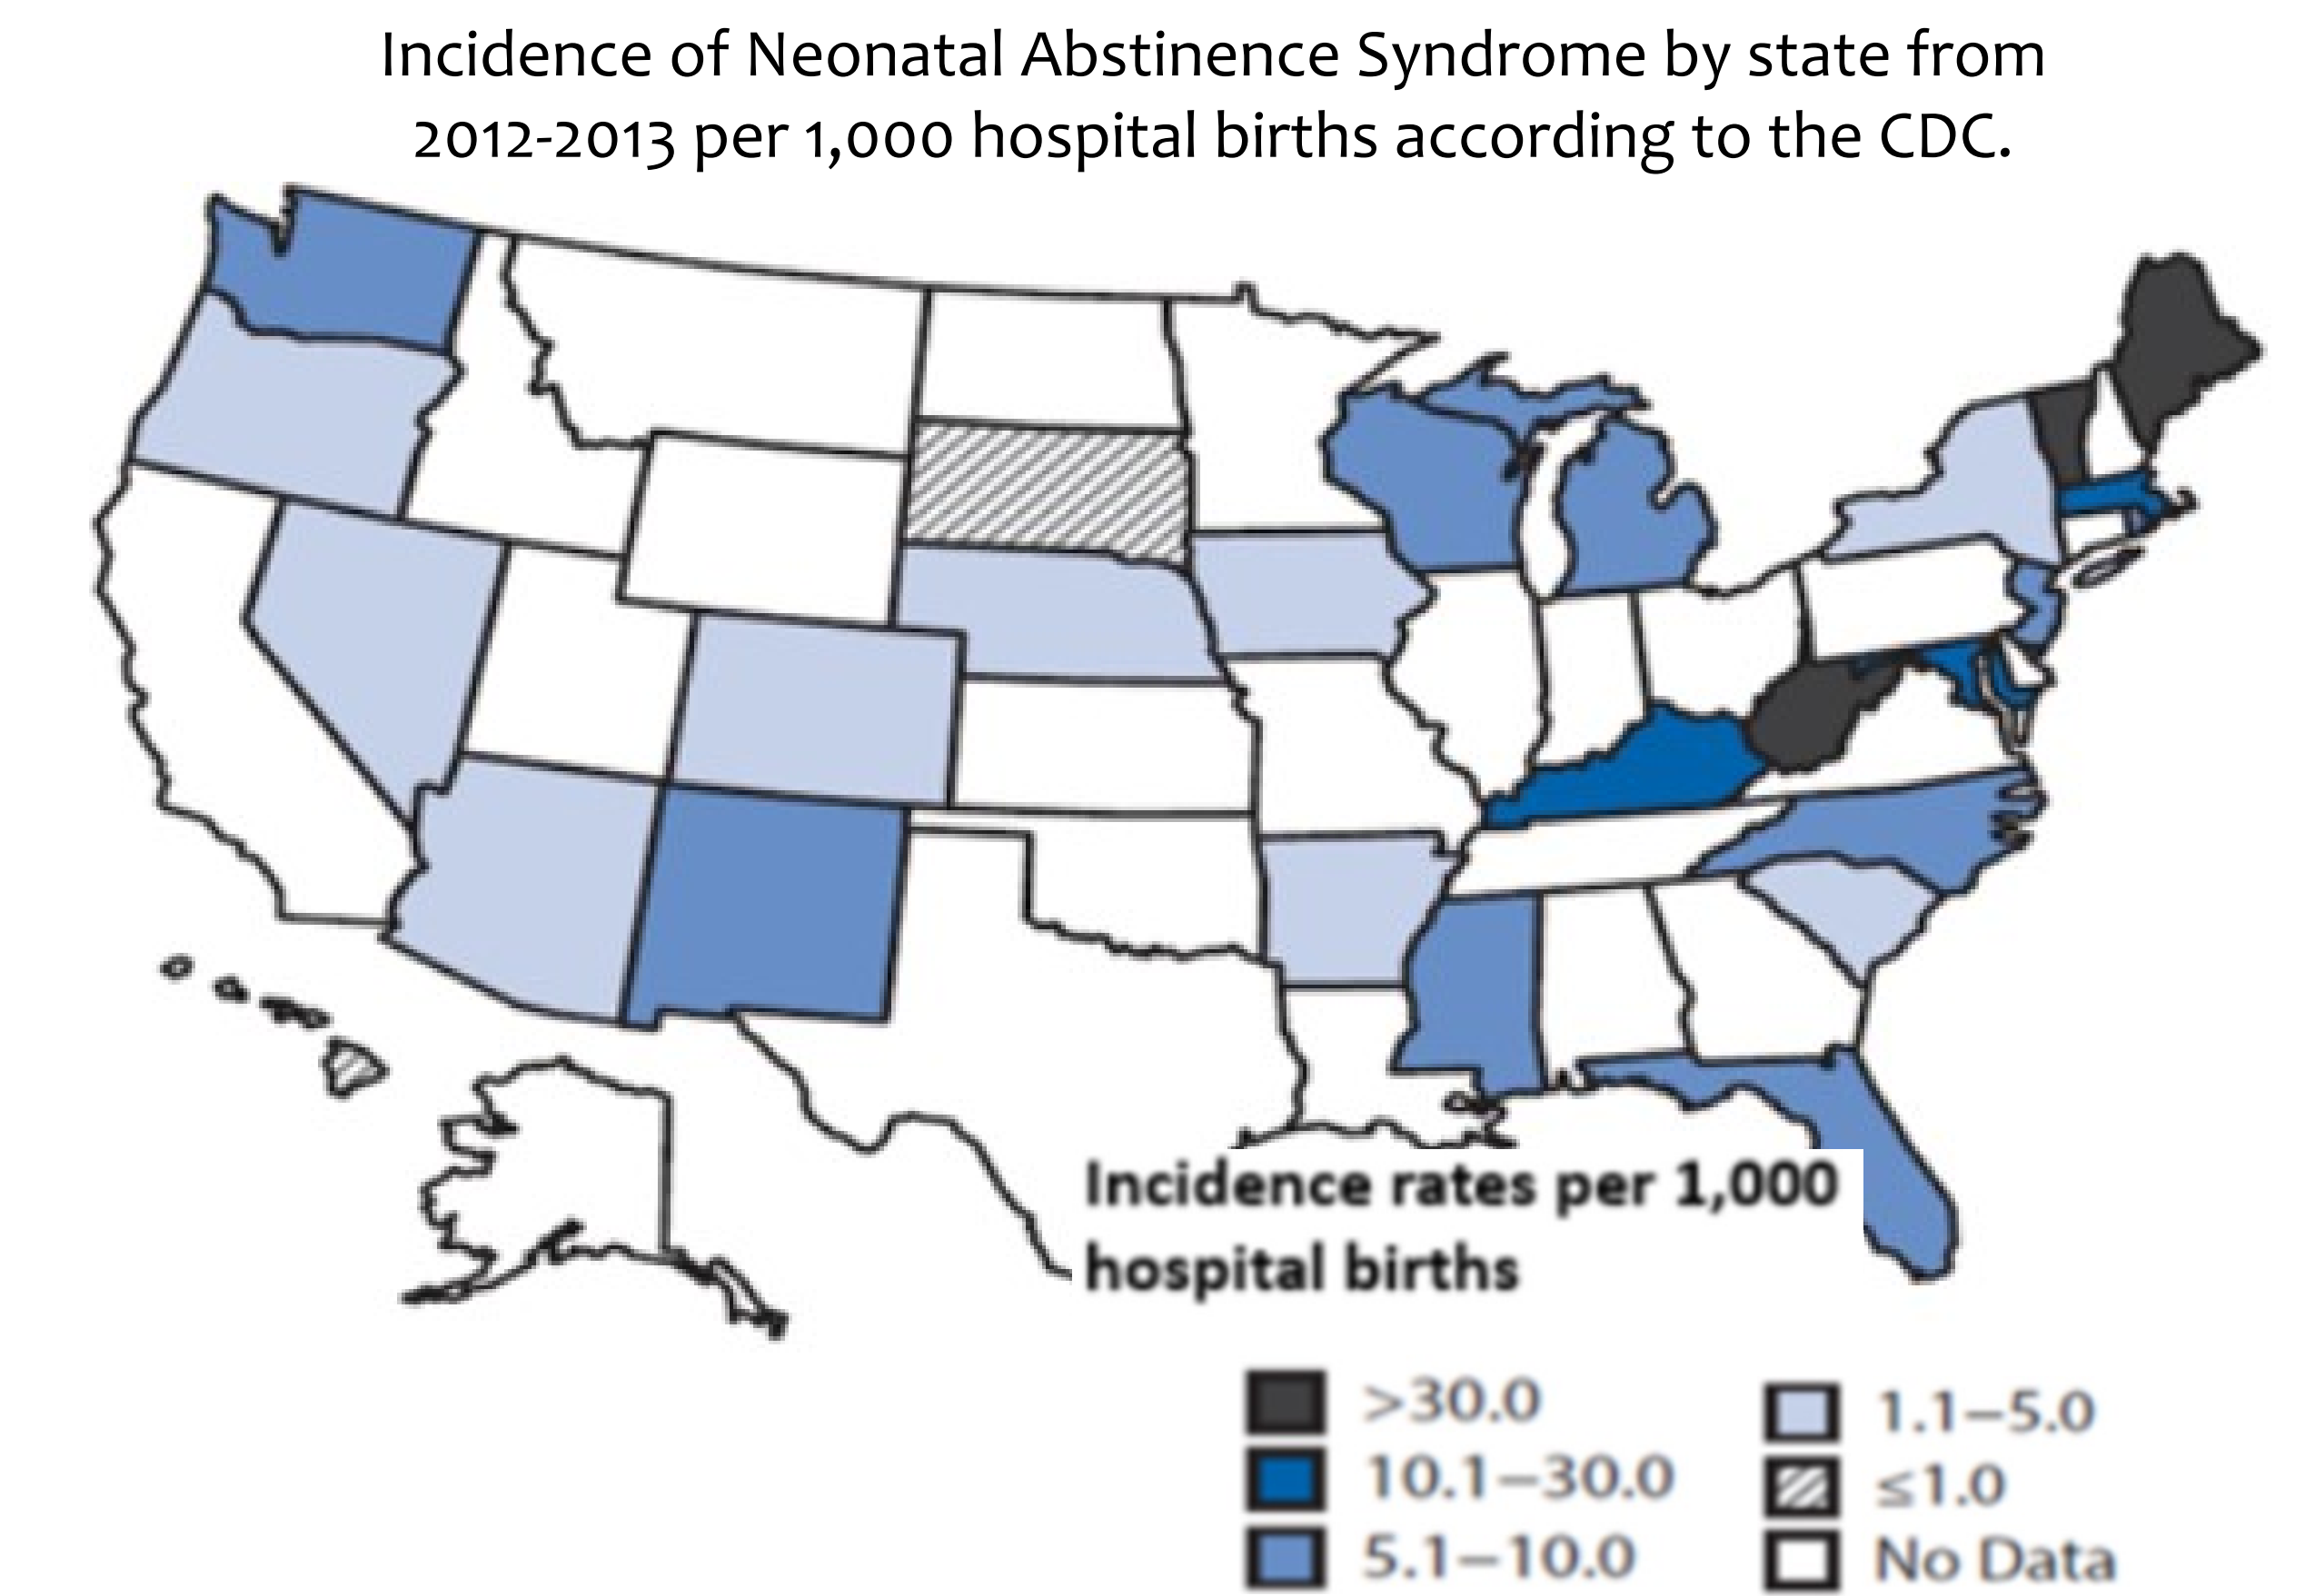 Incidence of Neonatal Abstinence Syndrome by state from
2012-2013 per 1,000 hospital births according to the CDC.
Incidence rates per 1,000
hospital births
>30.0
10.1–30.0
5.1–10.0
1.1–5.0
≤1.0
No Data